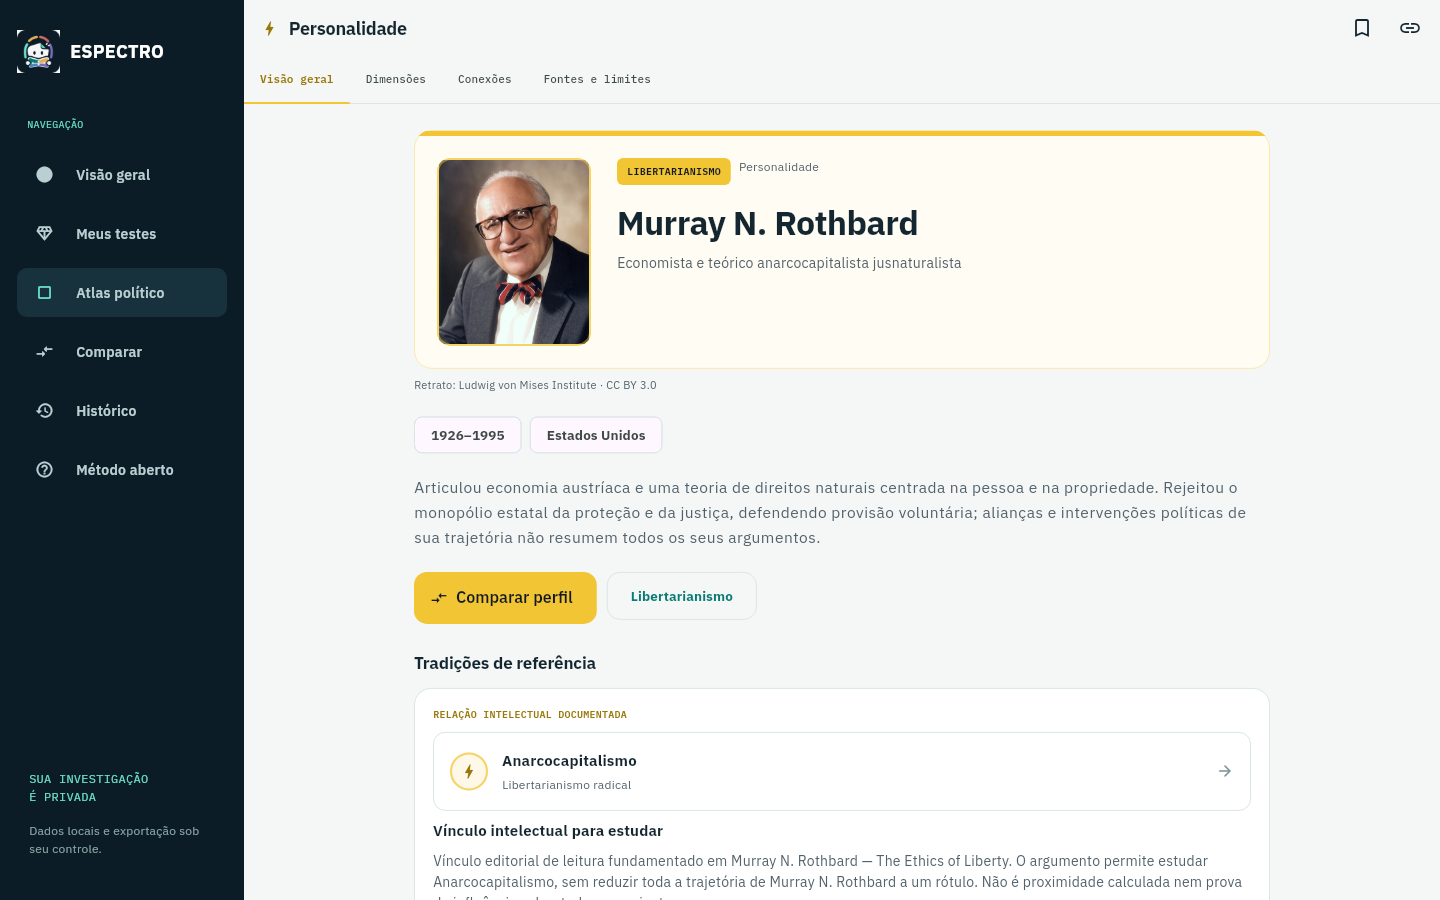 ESPECTRO
NAVEGAÇÃO
Visão geral
Meus testes
Atlas político
Comparar
Histórico
Método aberto
SUA INVESTIGAÇÃO
É PRIVADA
Dados locais e exportação sob
seu controle.
Personalidade
Visão geral
Dimensões
Conexões
Fontes e limites
LIBERTARIANISMO
Personalidade
Murray N. Rothbard
Economista e teórico anarcocapitalista jusnaturalista
Retrato: Ludwig von Mises Institute · CC BY 3.0
1926–1995
Estados Unidos
Articulou economia austríaca e uma teoria de direitos naturais centrada na pessoa e na propriedade. Rejeitou o
monopólio estatal da proteção e da justiça, defendendo provisão voluntária; alianças e intervenções políticas de
sua trajetória não resumem todos os seus argumentos.
Comparar perfil
Libertarianismo
Tradições de referência
RELAÇÃO INTELECTUAL DOCUMENTADA
Anarcocapitalismo
Libertarianismo radical
Vínculo intelectual para estudar
Vínculo editorial de leitura fundamentado em Murray N. Rothbard — The Ethics of Liberty. O argumento permite estudar
Anarcocapitalismo, sem reduzir toda a trajetória de Murray N. Rothbard a um rótulo. Não é proximidade calculada nem prova